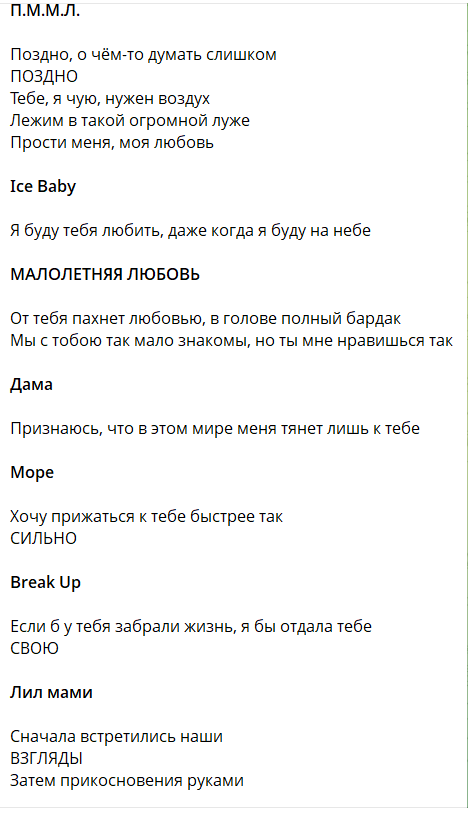 П.М.М.Л.
Поздно, о чём-то думать слишком
ПОЗДНО
Тебе, я чую, нужен воздух
Лежим в такой огромной луже
Прости меня, моя любовь
Ice Baby
Я буду тебя любить, даже когда я буду на небе
МАЛОЛЕТНЯЯ ЛЮБОВЬ
От тебя пахнет любовью, в голове полный бардак
Мы с тобою так мало знакомы, но ты мне нравишься так
Дама
Признаюсь, что в этом мире меня тянет лишь к тебе
Море
Хочу прижаться к тебе быстрее так
СИЛЬНО
Break Up
Если б у тебя забрали жизнь, я бы отдала тебе
СВОЮ
Лил мами
Сначала встретились наши
ВЗГЛЯДЫ
Затем прикосновения руками